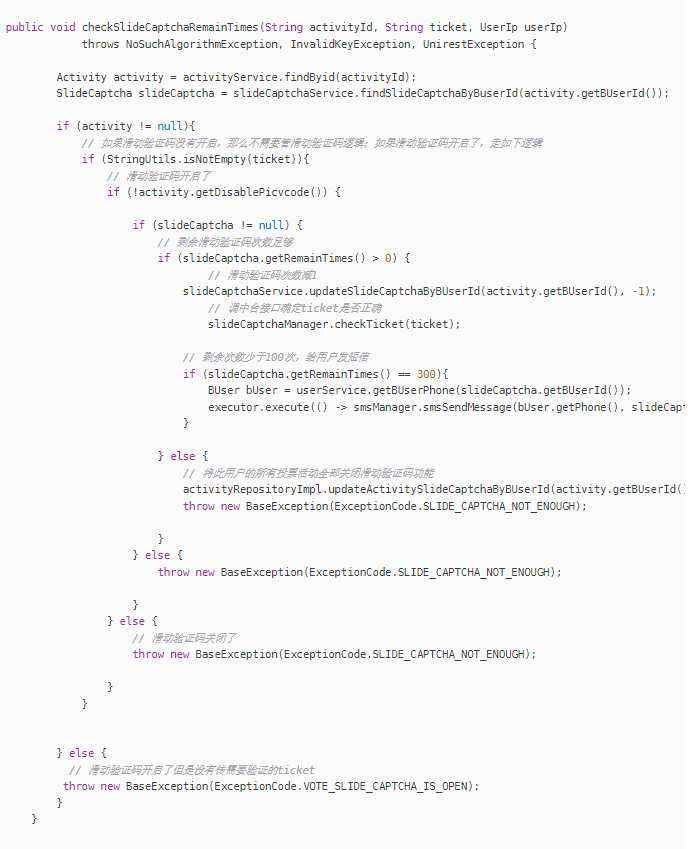 public void checkSlideCaptchaRemainTimes(String activityId, String ticket, UserIp userIp)
throws NoSuchAlgorithmException, InvalidKeyException, UnirestException {
Activity activity = activityService.findByid(activityId);
SlideCaptcha slideCaptcha = slideCaptchaService.findSlideCaptchaByBuserId(activity.getBUserId());
if (activity != null){
// 如果滑动验证码没有开启，那么不需要管滑动验证码逻辑；如果滑动验证码开启了，走如下逻辑
if (StringUtils.isNotEmpty(ticket)){
// 滑动验证码开启了
if (!activity.getDisablePicvcode()) {
if (slideCaptcha != null) {
// 剩余滑动验证码次数足够
if (slideCaptcha.getRemainTimes() > 0) {
// 滑动验证码次数减1
slideCaptchaService.updateSlideCaptchaByBUserId(activity.getBUserId(), -1);
// 调中台接口确定ticket是否正确
slideCaptchaManager.checkTicket(ticket);
// 剩余次数少于100次，给用户发短信
if (slideCaptcha.getRemainTimes() == 300){
BUser bUser = userService.getBUserPhone(slideCaptcha.getBUserId());
executor.execute(() -> smsManager.smsSendMessage(bUser.getPhone(), slideCapt
}
} else {
// 将此用户的所有投票活动全部关闭滑动验证码功能
activityRepositoryImpl.updateActivitySlideCaptchaByBUserId(activity.getBUserId()
throw new BaseException(ExceptionCode.SLIDE_CAPTCHA_NOT_ENOUGH);
}
} else {
throw new BaseException(ExceptionCode.SLIDE_CAPTCHA_NOT_ENOUGH);
}
} else {
// 滑动验证码关闭了
throw new BaseException(ExceptionCode.SLIDE_CAPTCHA_NOT_ENOUGH);
}
}
} else {
// 滑动验证码开启了但是没有传需要验证的ticket
throw new BaseException(ExceptionCode.VOTE_SLIDE_CAPTCHA_IS_OPEN);
}
}